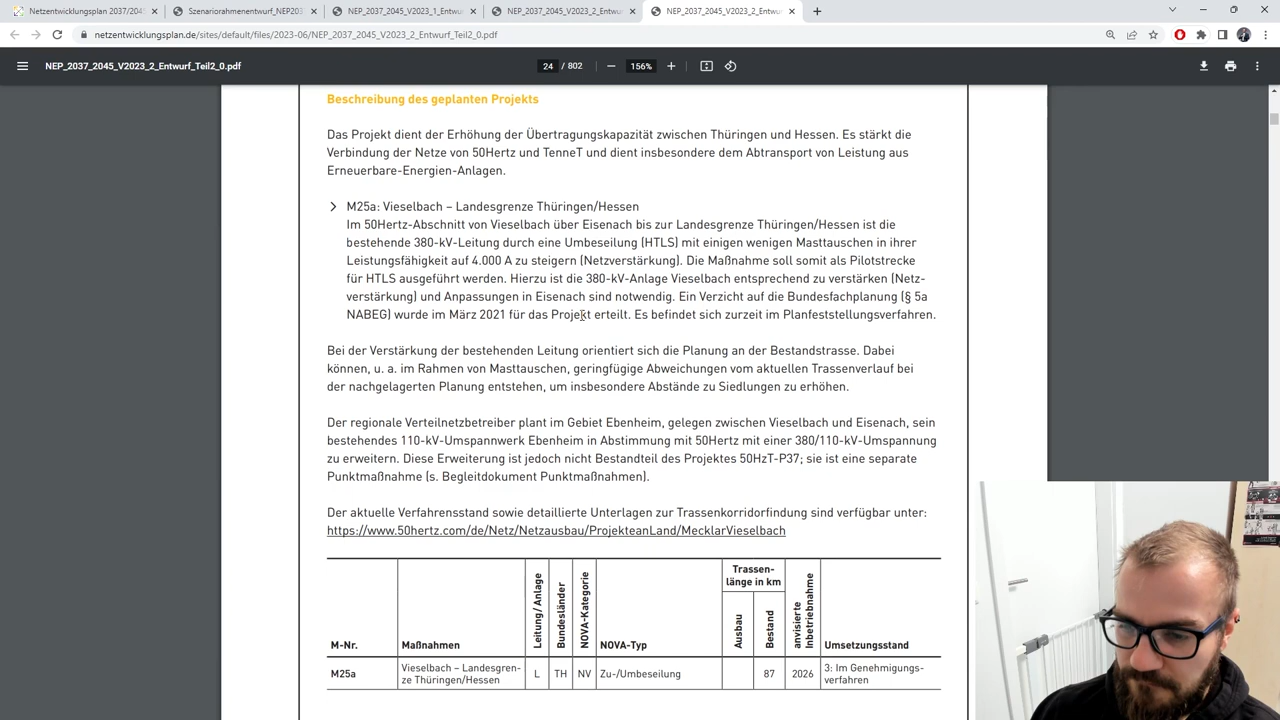 Netzentwicklungsplan 2037/2045
Szenariorahmenentwurf_NEP203
NEP_2037_2045_V2023_1_Entwu
NEP_2037_2045_V2023_2_Entwu
NEP_2037_2045_V2023_2_Entwu
netzentwicklungsplan.de/sites/default/files/2023-06/NEP_2037_2045_V2023_2_Entwurf_Teil2_0.pdf
NEP_2037_2045_V2023_2_Entwurf_Teil2_0.pdf
24 / 802
156%
Beschreibung des geplanten Projekts
Das Projekt dient der Erhöhung der Übertragungskapazität zwischen Thüringen und Hessen. Es stärkt die
Verbindung der Netze von 50Hertz und TenneT und dient insbesondere dem Abtransport von Leistung aus
Erneuerbare-Energien-Anlagen.
M25a: Vieselbach – Landesgrenze Thüringen/Hessen
Im 50Hertz-Abschnitt von Vieselbach über Eisenach bis zur Landesgrenze Thüringen/Hessen ist die
bestehende 380-kV-Leitung durch eine Umbeseilung (HTLS) mit einigen wenigen Masttauschen in ihrer
Leistungsfähigkeit auf 4.000 A zu steigern (Netzverstärkung). Die Maßnahme soll somit als Pilotstrecke
für HTLS ausgeführt werden. Hierzu ist die 380-kV-Anlage Vieselbach entsprechend zu verstärken (Netz-
verstärkung) und Anpassungen in Eisenach sind notwendig. Ein Verzicht auf die Bundesfachplanung (§ 5a
NABEG) wurde im März 2021 für das Projekt erteilt. Es befindet sich zurzeit im Planfeststellungsverfahren.
Bei der Verstärkung der bestehenden Leitung orientiert sich die Planung an der Bestandstrasse. Dabei
können, u. a. im Rahmen von Masttauschen, geringfügige Abweichungen vom aktuellen Trassenverlauf bei
der nachgelagerten Planung entstehen, um insbesondere Abstände zu Siedlungen zu erhöhen.
Der regionale Verteilnetzbetreiber plant im Gebiet Ebenheim, gelegen zwischen Vieselbach und Eisenach, sein
bestehendes 110-kV-Umspannwerk Ebenheim in Abstimmung mit 50Hertz mit einer 380/110-kV-Umspannung
zu erweitern. Diese Erweiterung ist jedoch nicht Bestandteil des Projektes 50HzT-P37; sie ist eine separate
Punktmaßnahme (s. Begleitdokument Punktmaßnahmen).
Der aktuelle Verfahrensstand sowie detaillierte Unterlagen zur Trassenkorridorfindung sind verfügbar unter:
https://www.50hertz.com/de/Netz/Netzausbau/ProjekteanLand/MecklarVieselbach
M-Nr.
Maßnahmen
Leitung/Anlage
Bundesländer
NOVA-Kategorie
NOVA-Typ
Trassen-
länge in km
Ausbau
Bestand
anvisierte
Inbetriebnahme
Umsetzungsstand
M25a
Vieselbach – Landesgren-
ze Thüringen/Hessen
L
TH
NV
Zu-/Umbeseilung
87
2026
3: Im Genehmigungs-
verfahren